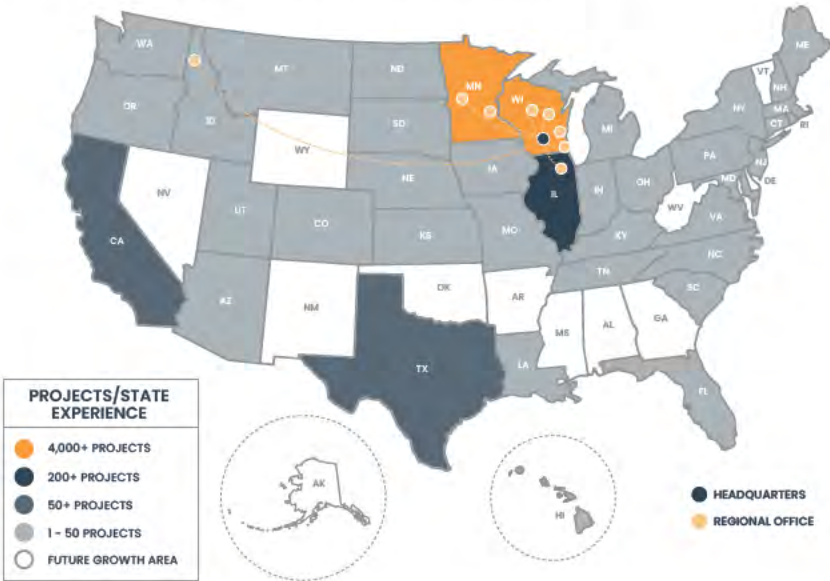 WA
MT
ND
MN
ME
VT
NH
OR
ID
SD
WI
MI
NY
MA
CT
RI
WY
NE
IA
PA
NJ
NV
UT
CO
IL
IN
OH
MD
DE
WV
VA
CA
KS
MO
KY
NC
TN
AZ
NM
OK
AR
SC
MS
AL
GA
TX
LA
FL
AK
HI
PROJECTS/STATE
EXPERIENCE
4,000+ PROJECTS
200+ PROJECTS
50+ PROJECTS
1 - 50 PROJECTS
FUTURE GROWTH AREA
HEADQUARTERS
REGIONAL OFFICE